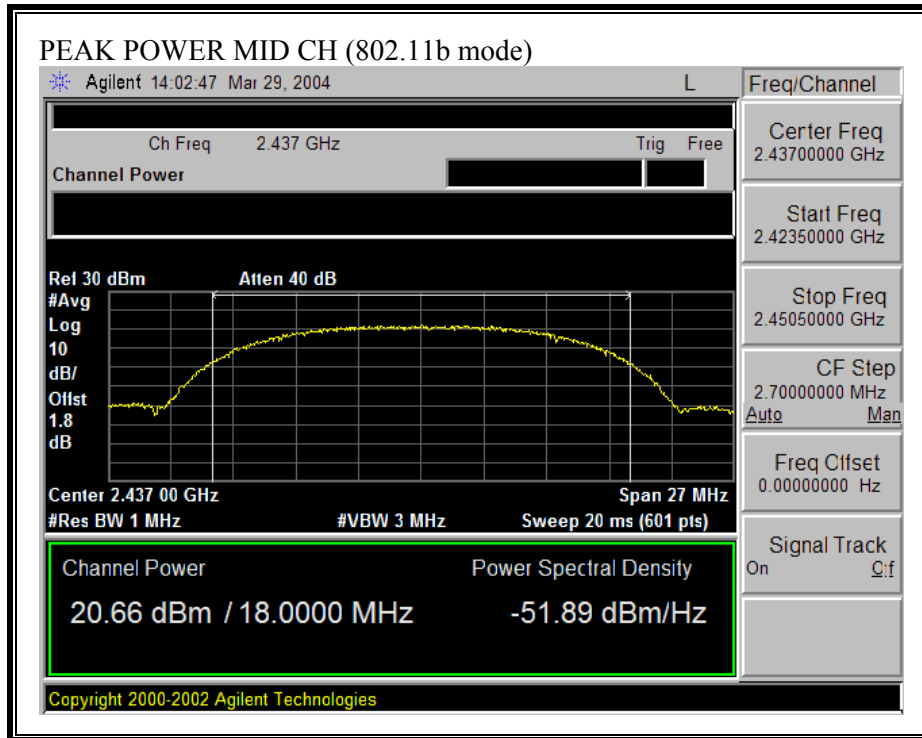 PEAK POWER MID CH (802.11b mode)
Agilent 14:02:47 Mar 29, 2004 L
Freq/Channel
Ch Freq 2.437 GHz Trig Free
Channel Power
Center Freq
2.43700000 GHz
Start Freq
2.42350000 GHz
Stop Freq
2.45050000 GHz
CF Step
2.70000000 MHz
Auto Man
Freq Offset
0.00000000 Hz
Signal Track
On Off
Ref 30 dBm Atten 40 dB
#Avg
Log
10
dB/
Offst
1.8
dB
Center 2.437 00 GHz Span 27 MHz
#Res BW 1 MHz #VBW 3 MHz Sweep 20 ms (601 pts)
Channel Power Power Spectral Density
20.66 dBm / 18.0000 MHz -51.89 dBm/Hz
Copyright 2000-2002 Agilent Technologies